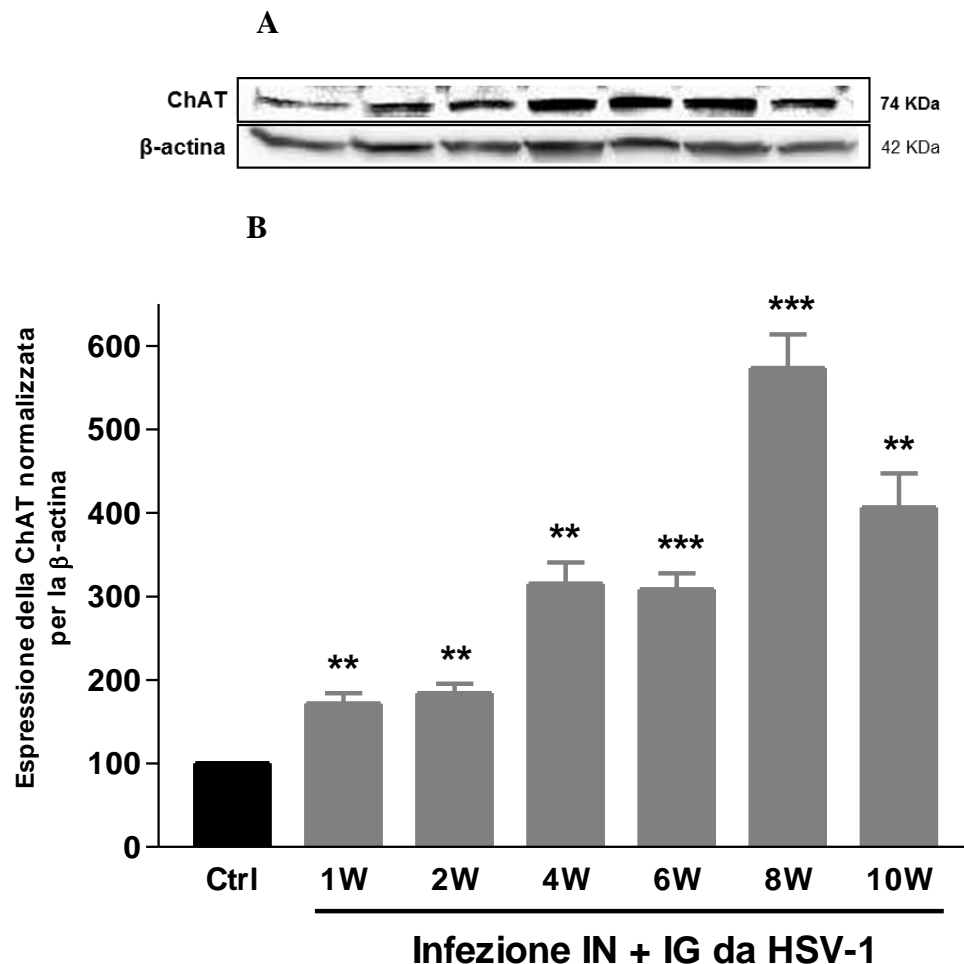 A
ChAT
74 KDa
β-actina
42 KDa
B
Espressione della ChAT normalizzata
per la β-actina
600
500
400
300
200
100
0
**
**
**
***
***
**
Ctrl 1W 2W 4W 6W 8W 10W
Infezione IN + IG da HSV-1